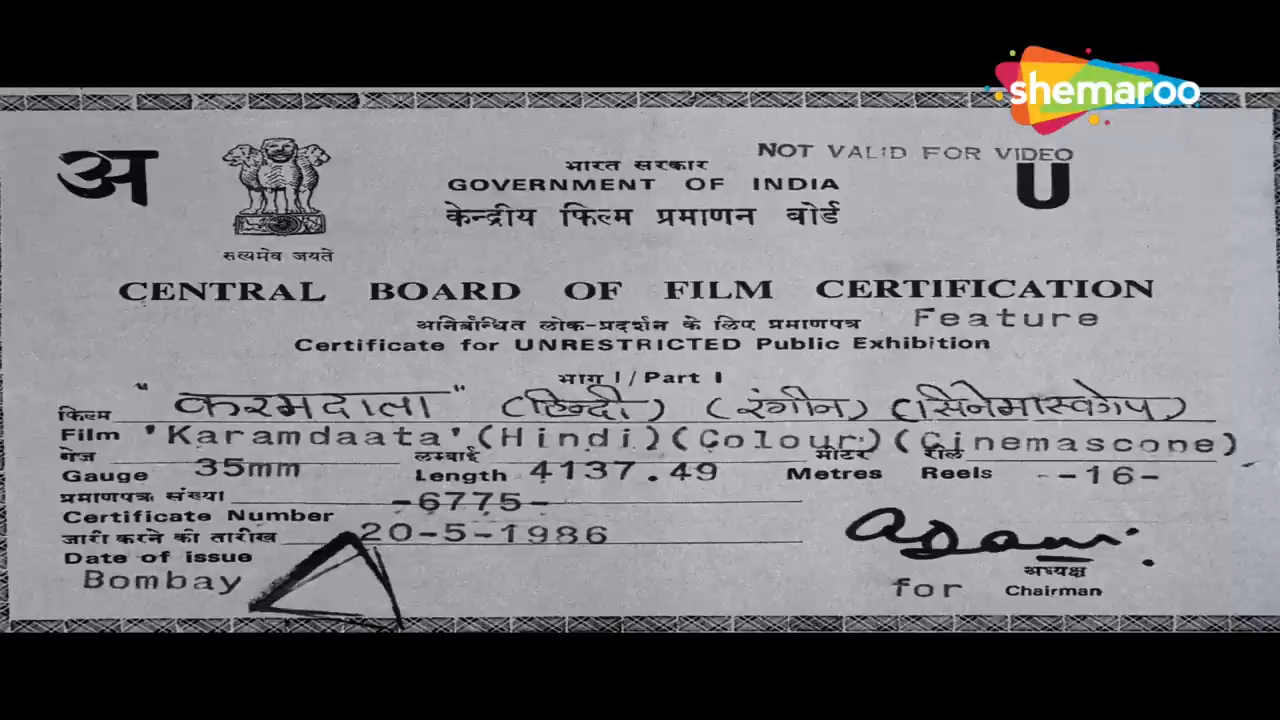 shemaroo
अ
NOT VALID FOR VIDEO
भारत सरकार
U
GOVERNMENT OF INDIA
केन्द्रीय फिल्म प्रमाणन बोर्ड
सत्यमेव जयते
CENTRAL BOARD OF FILM CERTIFICATION
अनिर्बन्धित लोक-प्रदर्शन के लिए प्रमाणपत्र Feature
Certificate for UNRESTRICTED Public Exhibition
भाग I / Part I
फिल्म "करमदाता" (हिन्दी) (रंगीन) (सिनेमास्कोप)
Film 'Karamdaata' (Hindi) (Colour) (Cinemascope)
गेज लम्बाई मीटर रील
Gauge 35mm Length 4137.49 Metres Reels --16-
प्रमाणपत्र संख्या
Certificate Number -6775-
जारी करने की तारीख 20-5-1986
Date of issue
Bombay
अध्यक्ष
for Chairman